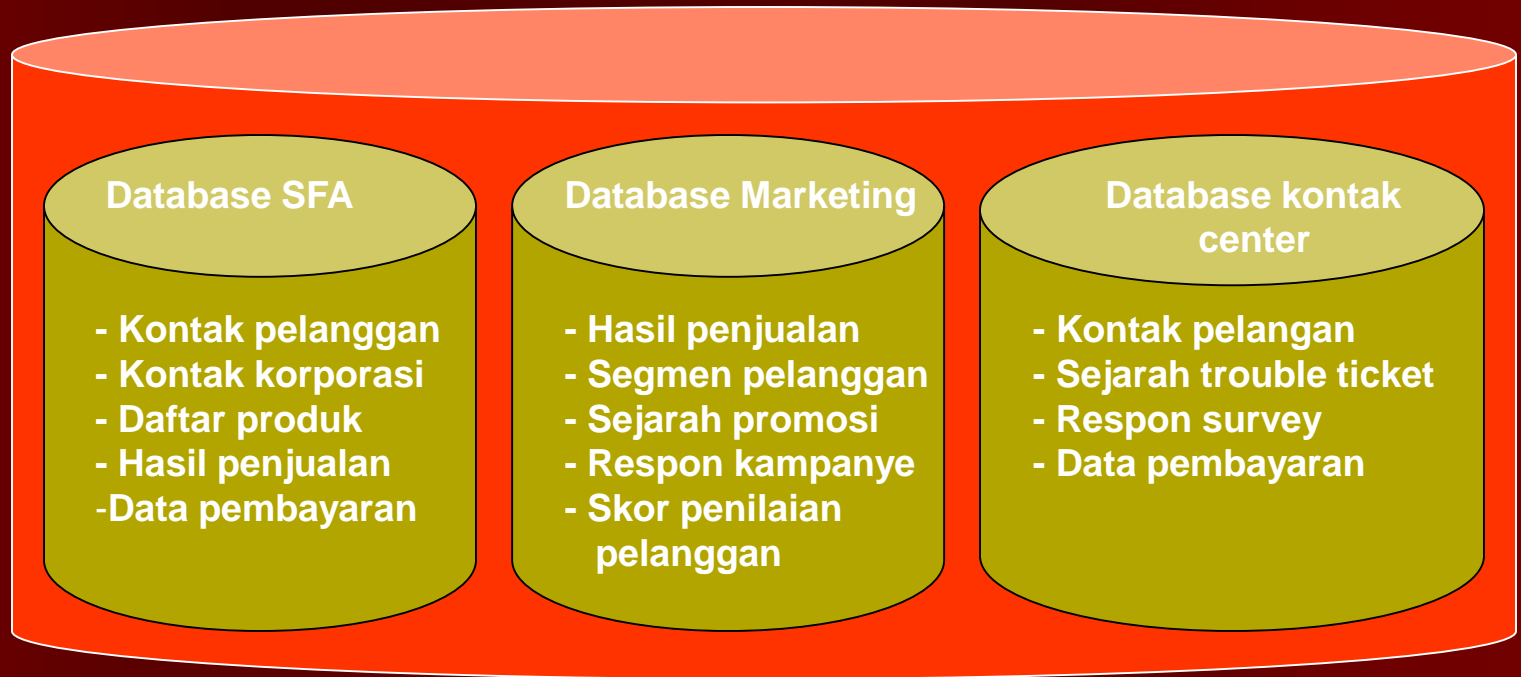 Database SFA
- Kontak pelanggan
- Kontak korporasi
- Daftar produk
- Hasil penjualan
-Data pembayaran
Database Marketing
- Hasil penjualan
- Segmen pelanggan
- Sejarah promosi
- Respon kampanye
- Skor penilaian
pelanggan
Database kontak
center
- Kontak pelangan
- Sejarah trouble ticket
- Respon survey
- Data pembayaran